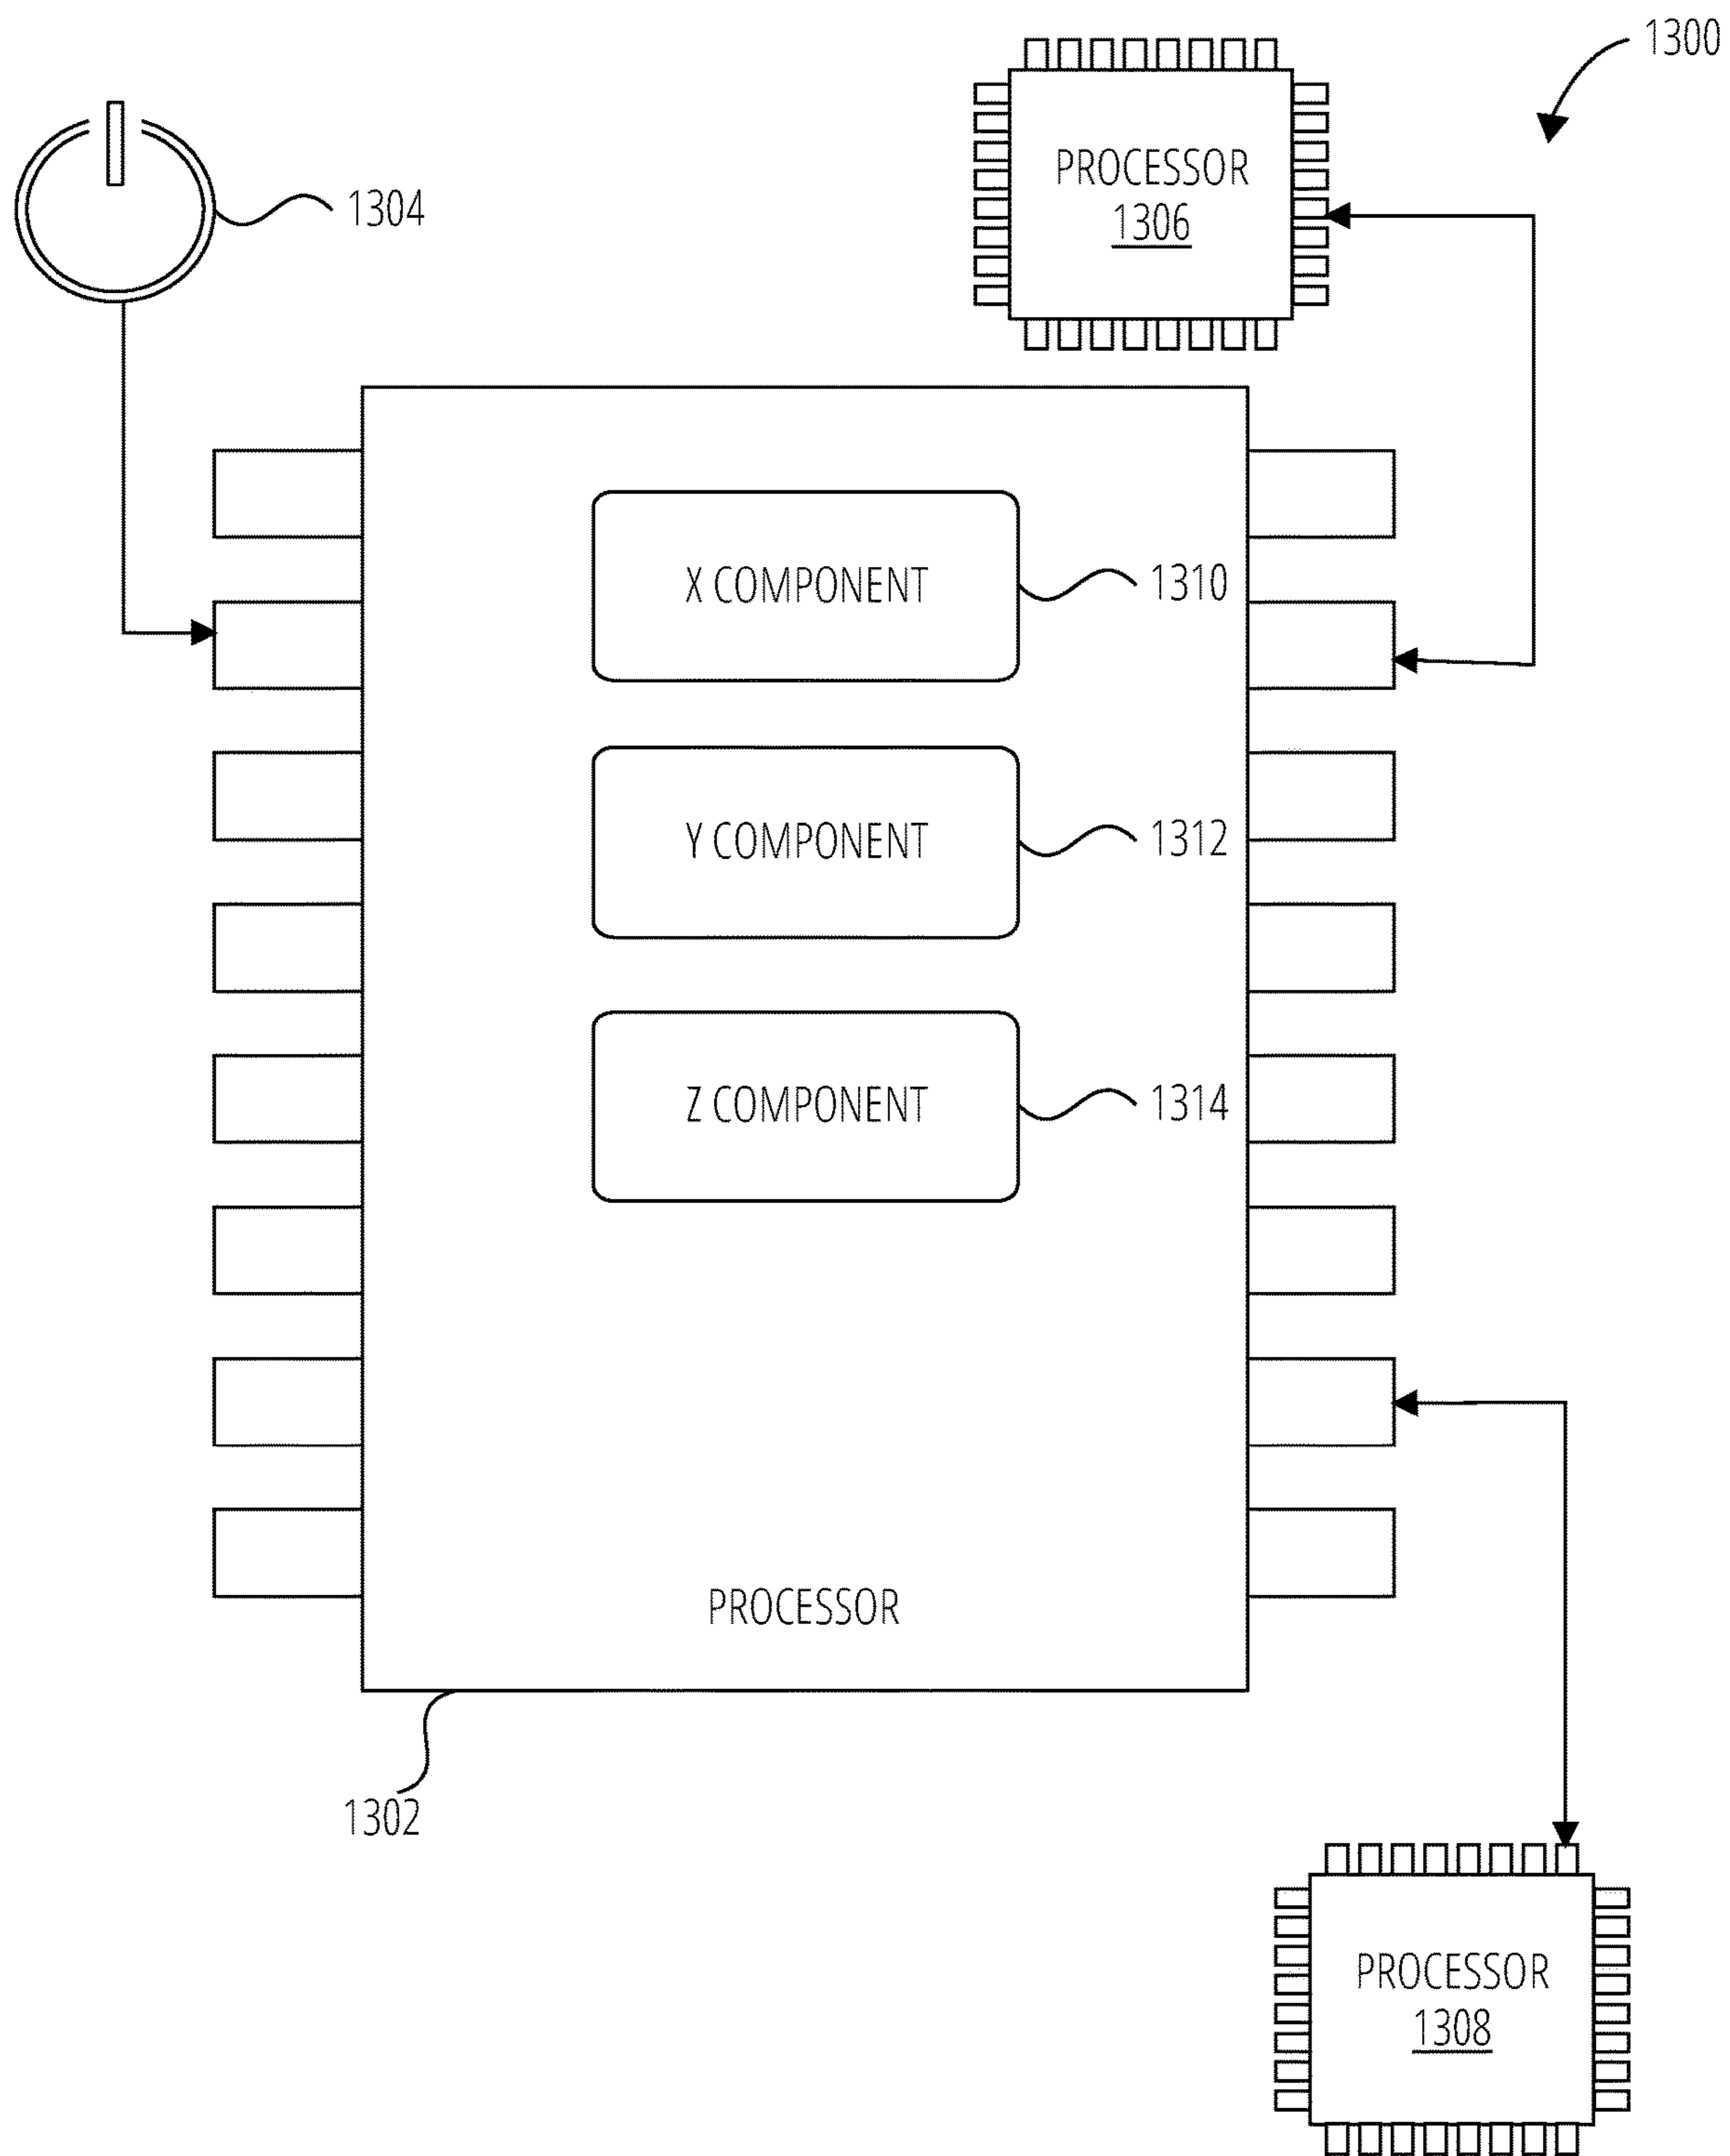 1300
PROCESSOR
1306
1304
X COMPONENT
1310
Y COMPONENT
1312
Z COMPONENT
1314
PROCESSOR
1302
PROCESSOR
1308